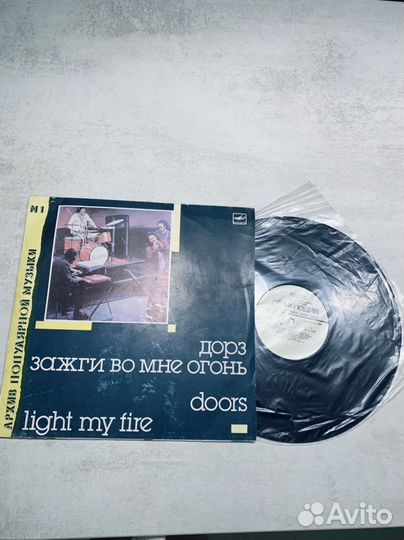 №1
АРХИВ ПОПУЛЯРНОЙ МУЗЫКИ
дорз
зажги во мне огонь
doors
light my fire
Avito